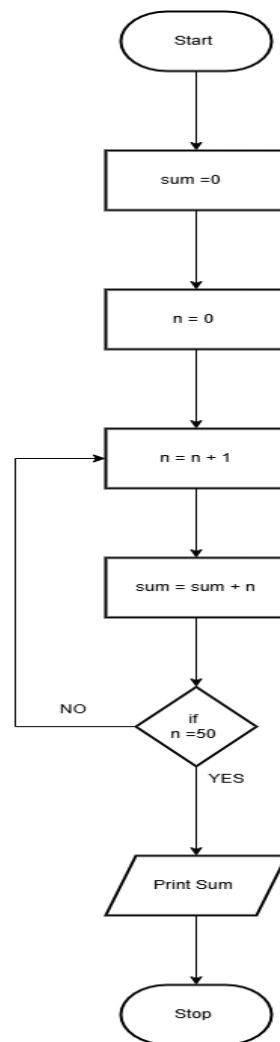 Start
sum =0
n = 0
n = n + 1
sum = sum + n
if
n =50
NO
YES
Print Sum
Stop